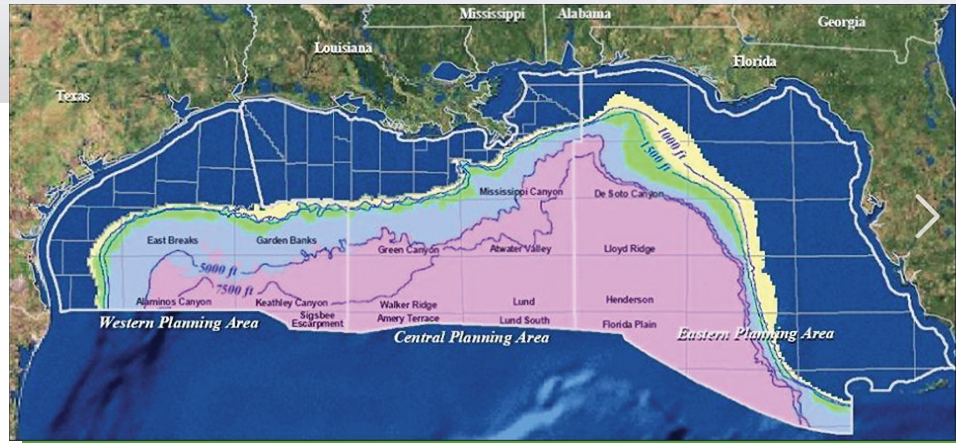 Mississippi
Alabama
Georgia
Louisiana
Florida
Texas
1000 ft
1500 ft
Mississippi Canyon
De Soto Canyon
East Breaks
Garden Banks
Green Canyon
Atwater Valley
Lloyd Ridge
5000 ft
7500 ft
Alaminos Canyon
Keathley Canyon
Walker Ridge
Lund
Henderson
Sigsbee
Escarpment
Amery Terrace
Lund South
Florida Plain
Western Planning Area
Central Planning Area
Eastern Planning Area